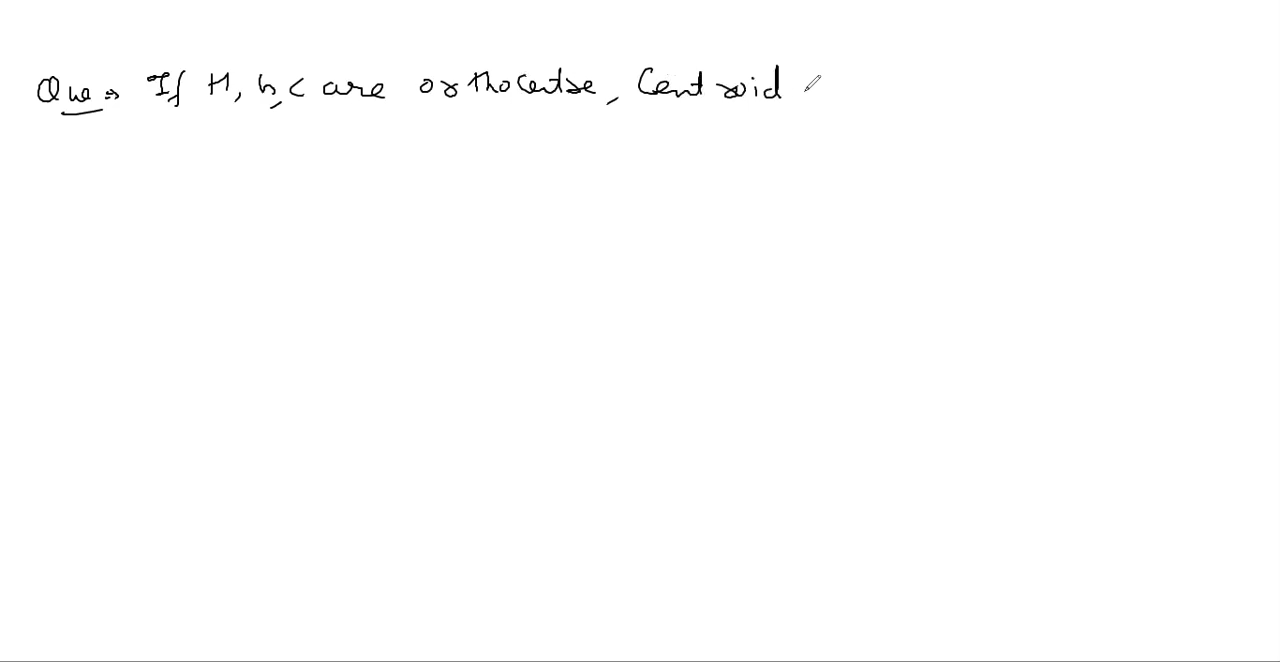 Que⇒ If H, G, C are orthocentre, Centroid